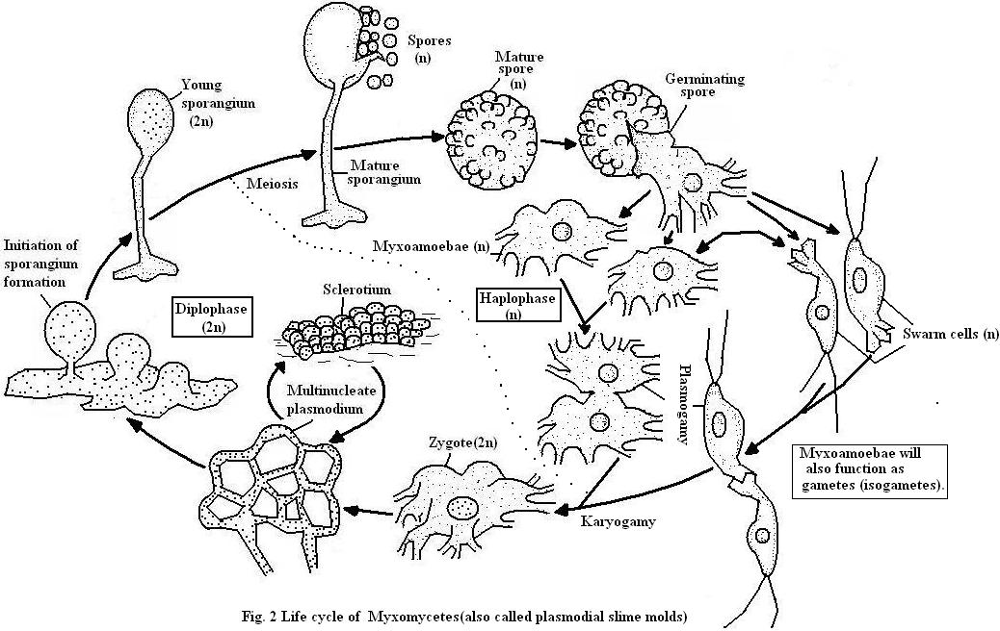 Spores
(n)
Mature
spore
(n)
Germinating
spore
Young
sporangium
(2n)
Meiosis
Mature
sporangium
Initiation of
sporangium
formation
Myxoamoebae (n)
Diplophase
(2n)
Sclerotium
Haplophase
(n)
Swarm cells (n)
Multinucleate
plasmodium
Plasmogamy
Zygote(2n)
Myxoamoebae will
also function as
gametes (isogametes).
Karyogamy
Fig. 2 Life cycle of Myxomycetes(also called plasmodial slime molds)